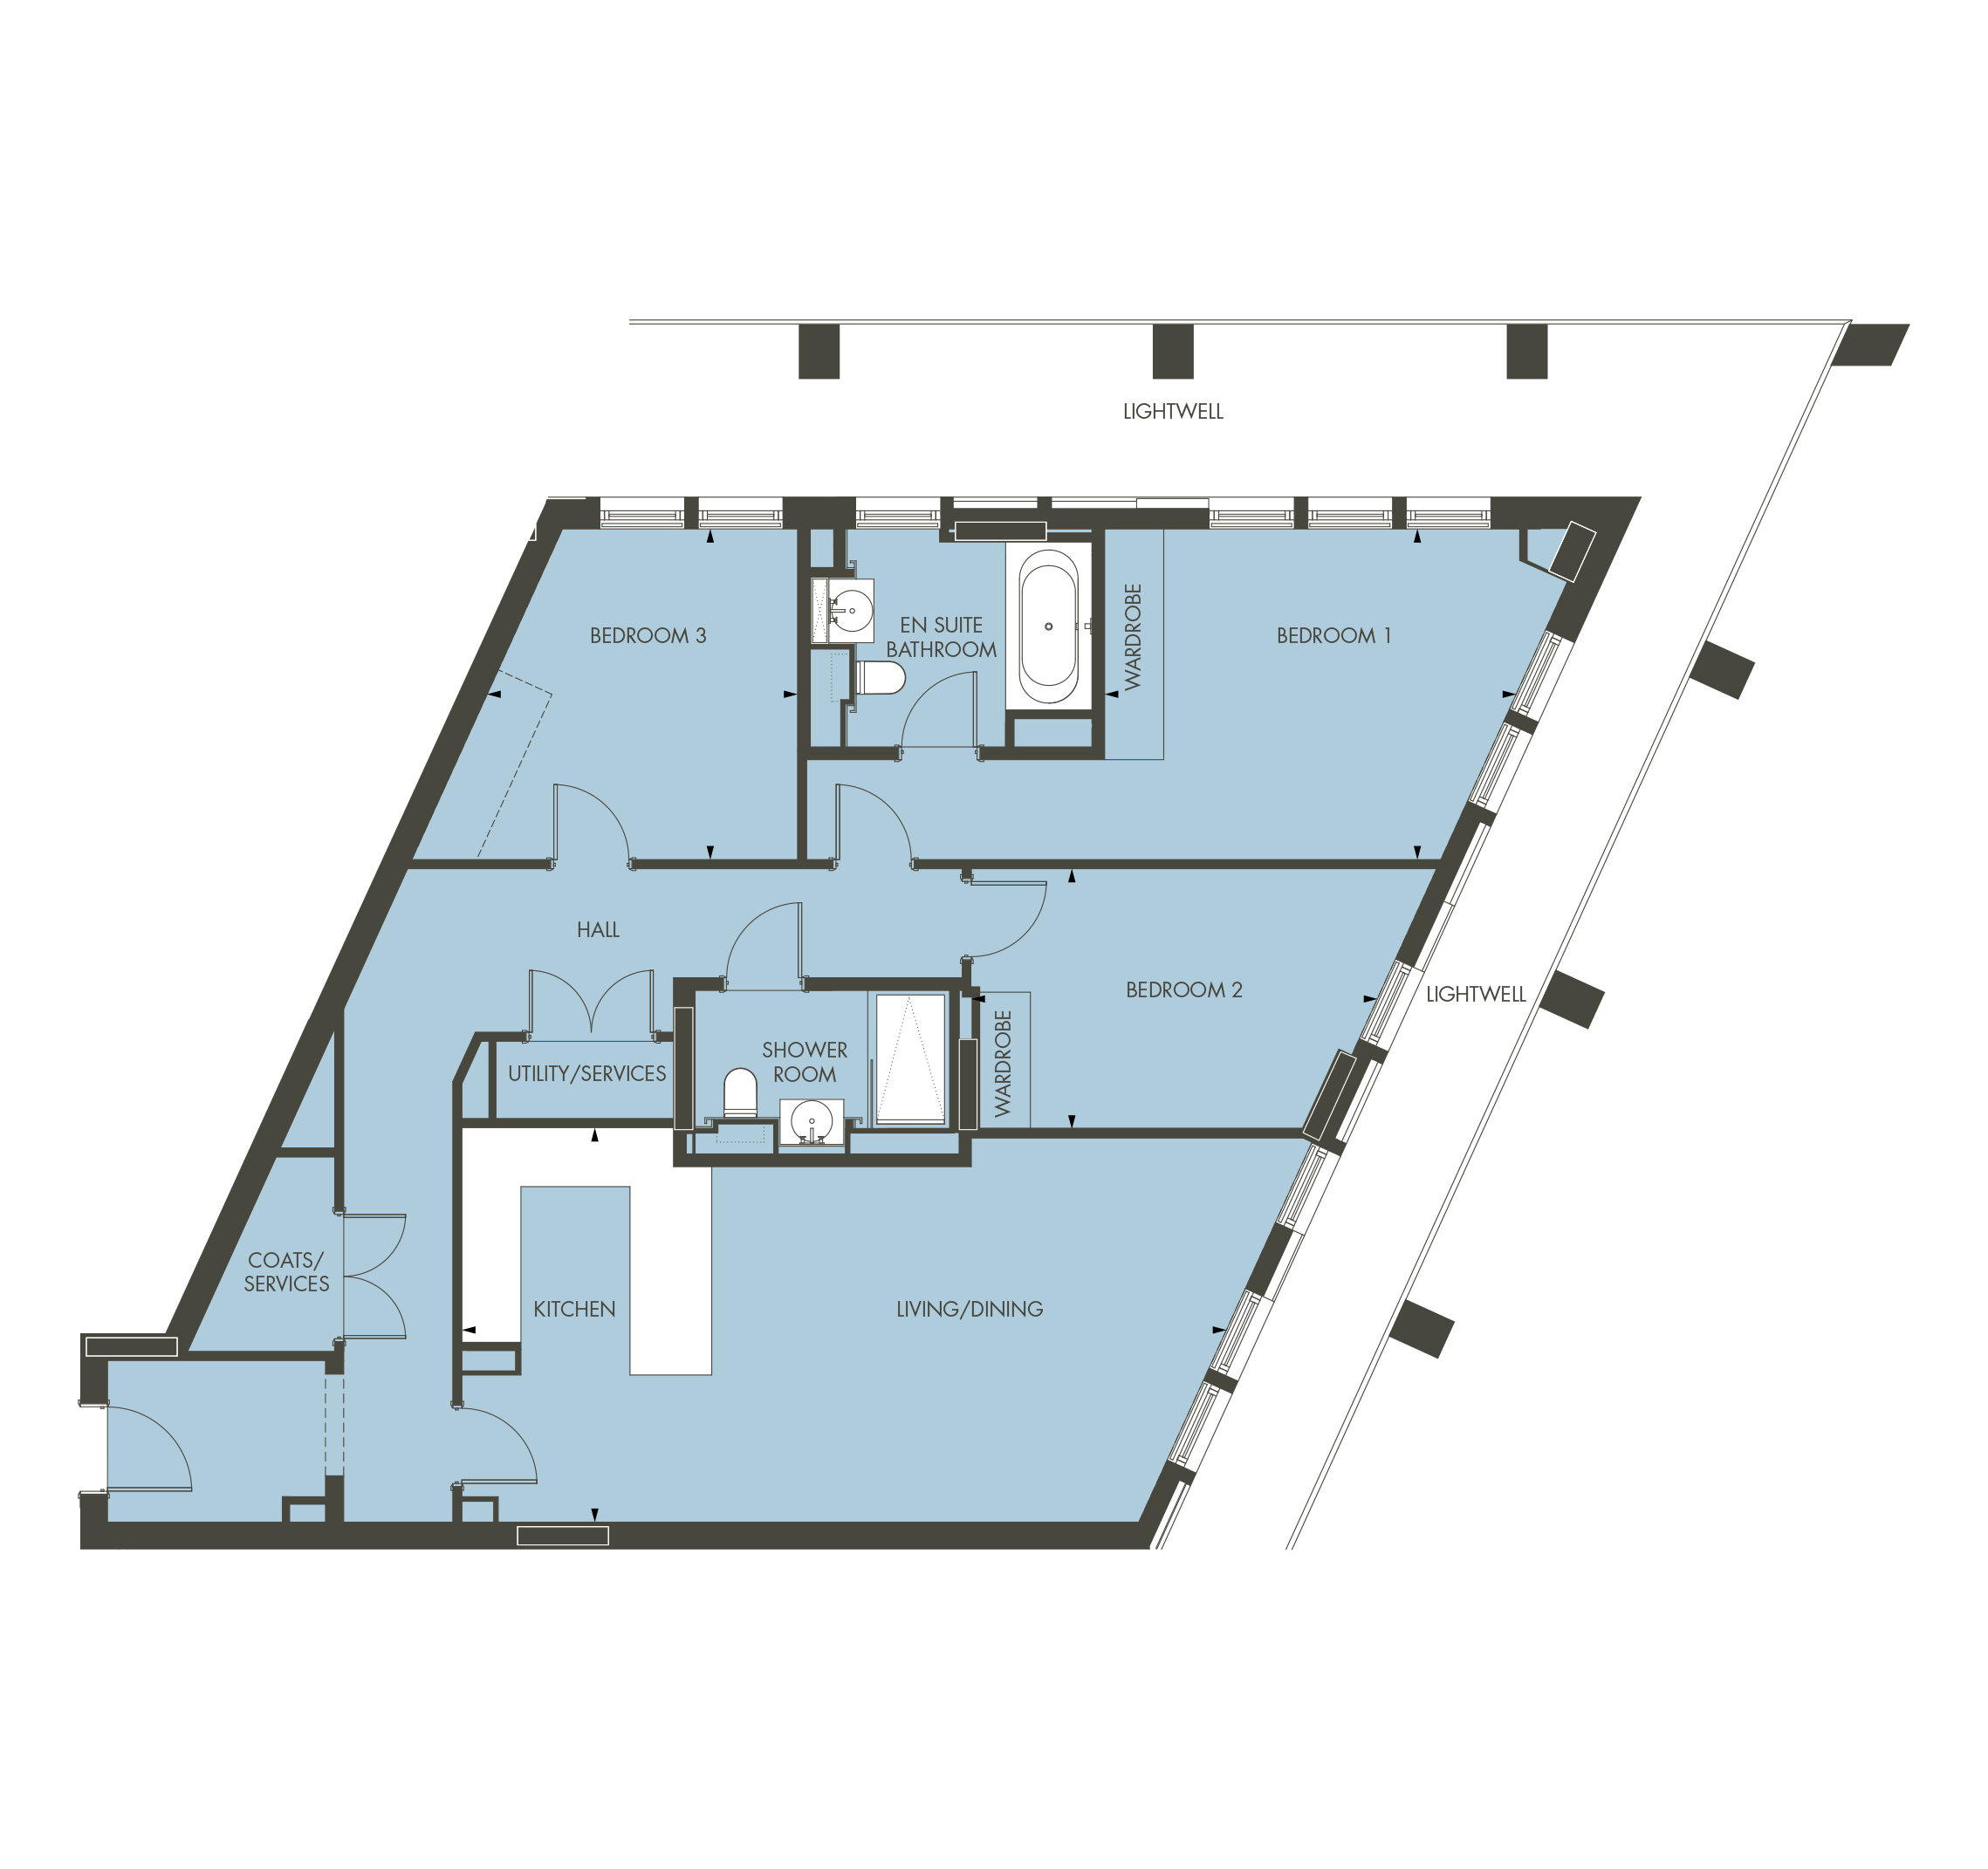 LIGHTWELL
BEDROOM 3
EN SUITE
BATHROOM
WARDROBE
BEDROOM 1
HALL
BEDROOM 2
LIGHTWELL
UTILITY/SERVICES
SHOWER
ROOM
WARDROBE
COATS/
SERVICES
KITCHEN
LIVING/DINING